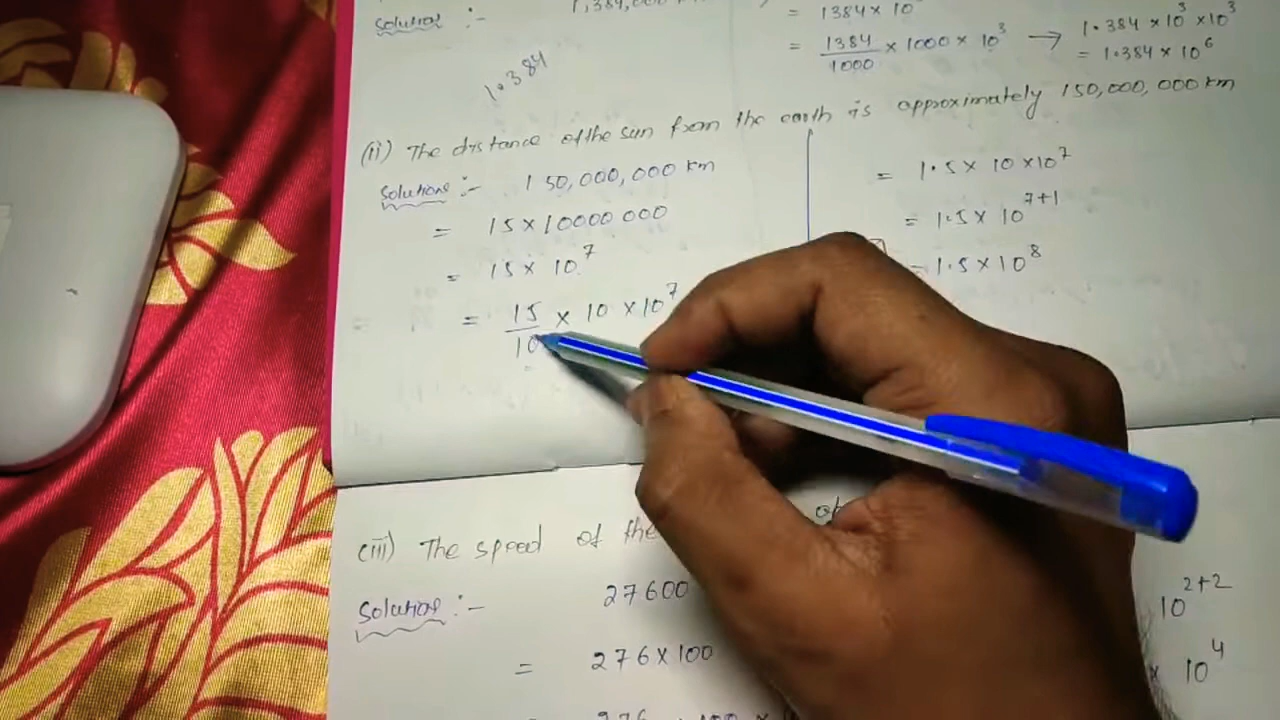 Solution :-
= 1384 × 10
= 1384/1000 × 1000 × 10³ → 1.384 × 10³ × 10³
= 1.384 × 10⁶
1.384
(ii) The distance of the sun from the earth is approximately 150,000,000 km
Solution :- 150,000,000 km
= 15 × 10000 000
= 15 × 10⁷
= 15/10 × 10 × 10⁷
= 1.5 × 10 × 10⁷
= 1.5 × 10⁷⁺¹
= 1.5 × 10⁸
(iii) The speed of the
Solution :- 27600
= 276 × 100
10²⁺²
× 10⁴